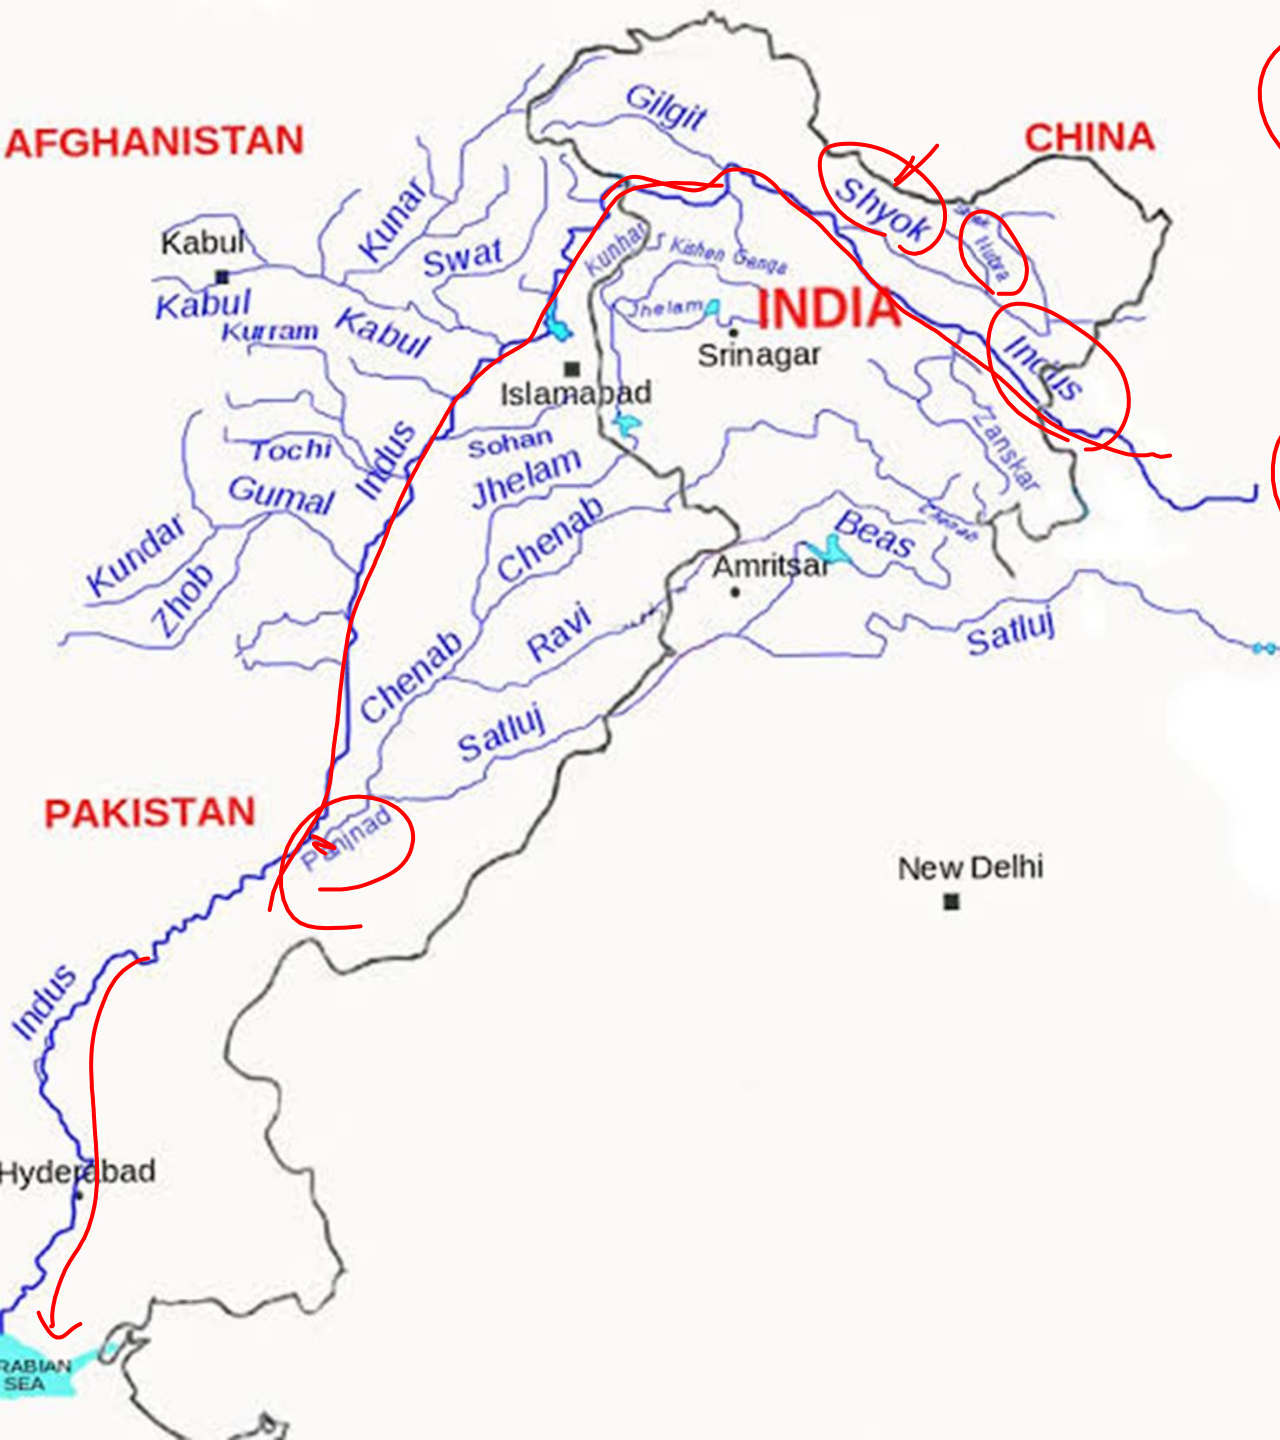 Gilgit
AFGHANISTAN
CHINA
Shyok
Kunar
Kabul
Swat
Kunhar
Kishen Ganga
Nubra
Kabul
Kurram
Kabul
Jhelam
INDIA
Srinagar
Indus
Islamabad
Sohan
Zanskar
Tochi
Indus
Jhelam
Gumal
Chenab
Chenab
Beas
Kundar
Amritsar
Zhob
Ravi
Satluj
Chenab
Satluj
PAKISTAN
Panjnad
New Delhi
Indus
Hyderabad
RABIAN
SEA